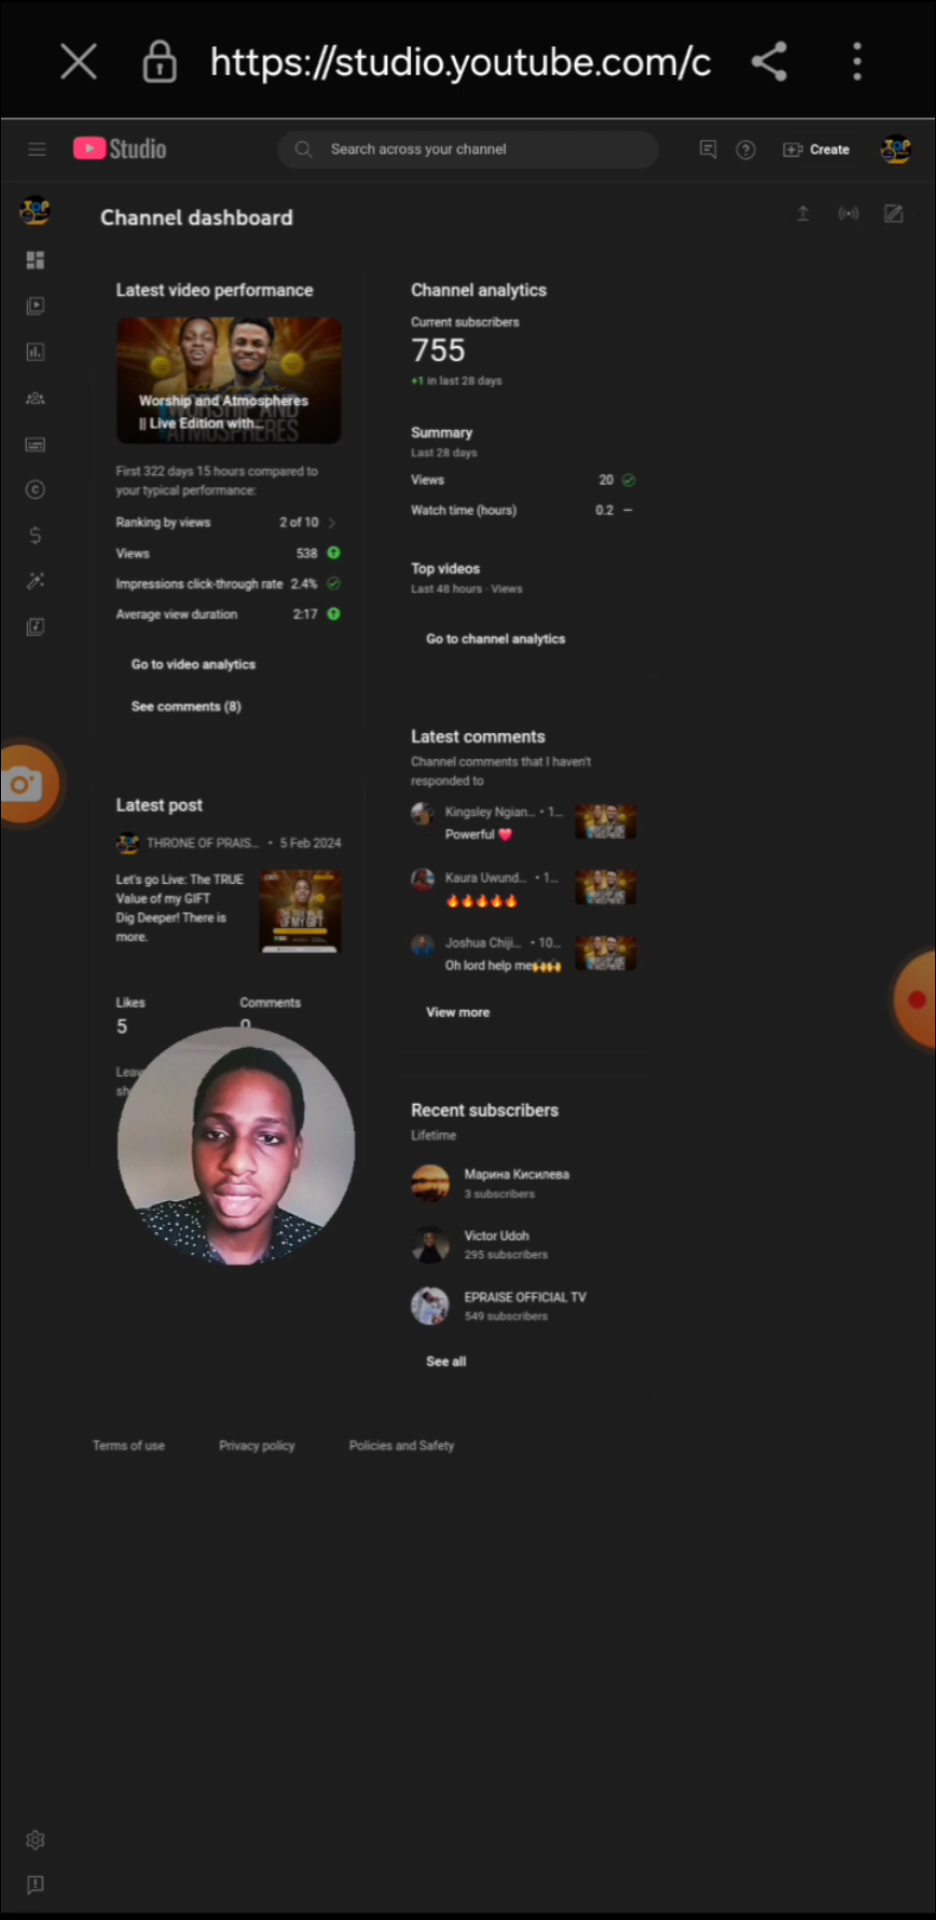 https://studio.youtube.com/c
Studio
Search across your channel
Create
Channel dashboard
Latest video performance
Worship and Atmospheres
|| Live Edition with...
WORSHIP AND
ATMOSPHERES
First 322 days 15 hours compared to
your typical performance:
Ranking by views 2 of 10
Views 538
Impressions click-through rate 2.4%
Average view duration 2:17
Go to video analytics
See comments (8)
Latest post
THRONE OF PRAIS... • 5 Feb 2024
Let's go Live: The TRUE
Value of my GIFT
Dig Deeper! There is
more.
Likes Comments
5 0
Channel analytics
Current subscribers
755
+1 in last 28 days
Summary
Last 28 days
Views 20
Watch time (hours) 0.2 –
Top videos
Last 48 hours · Views
Go to channel analytics
Latest comments
Channel comments that I haven't
responded to
Kingsley Ngian... • 1...
Powerful ❤️
Kaura Uwund... • 1...
🔥🔥🔥🔥🔥
Joshua Chiji... • 10...
Oh lord help me🙌🙌
View more
Recent subscribers
Lifetime
Марина Кисилева
3 subscribers
Victor Udoh
295 subscribers
EPRAISE OFFICIAL TV
549 subscribers
See all
Terms of use Privacy policy Policies and Safety